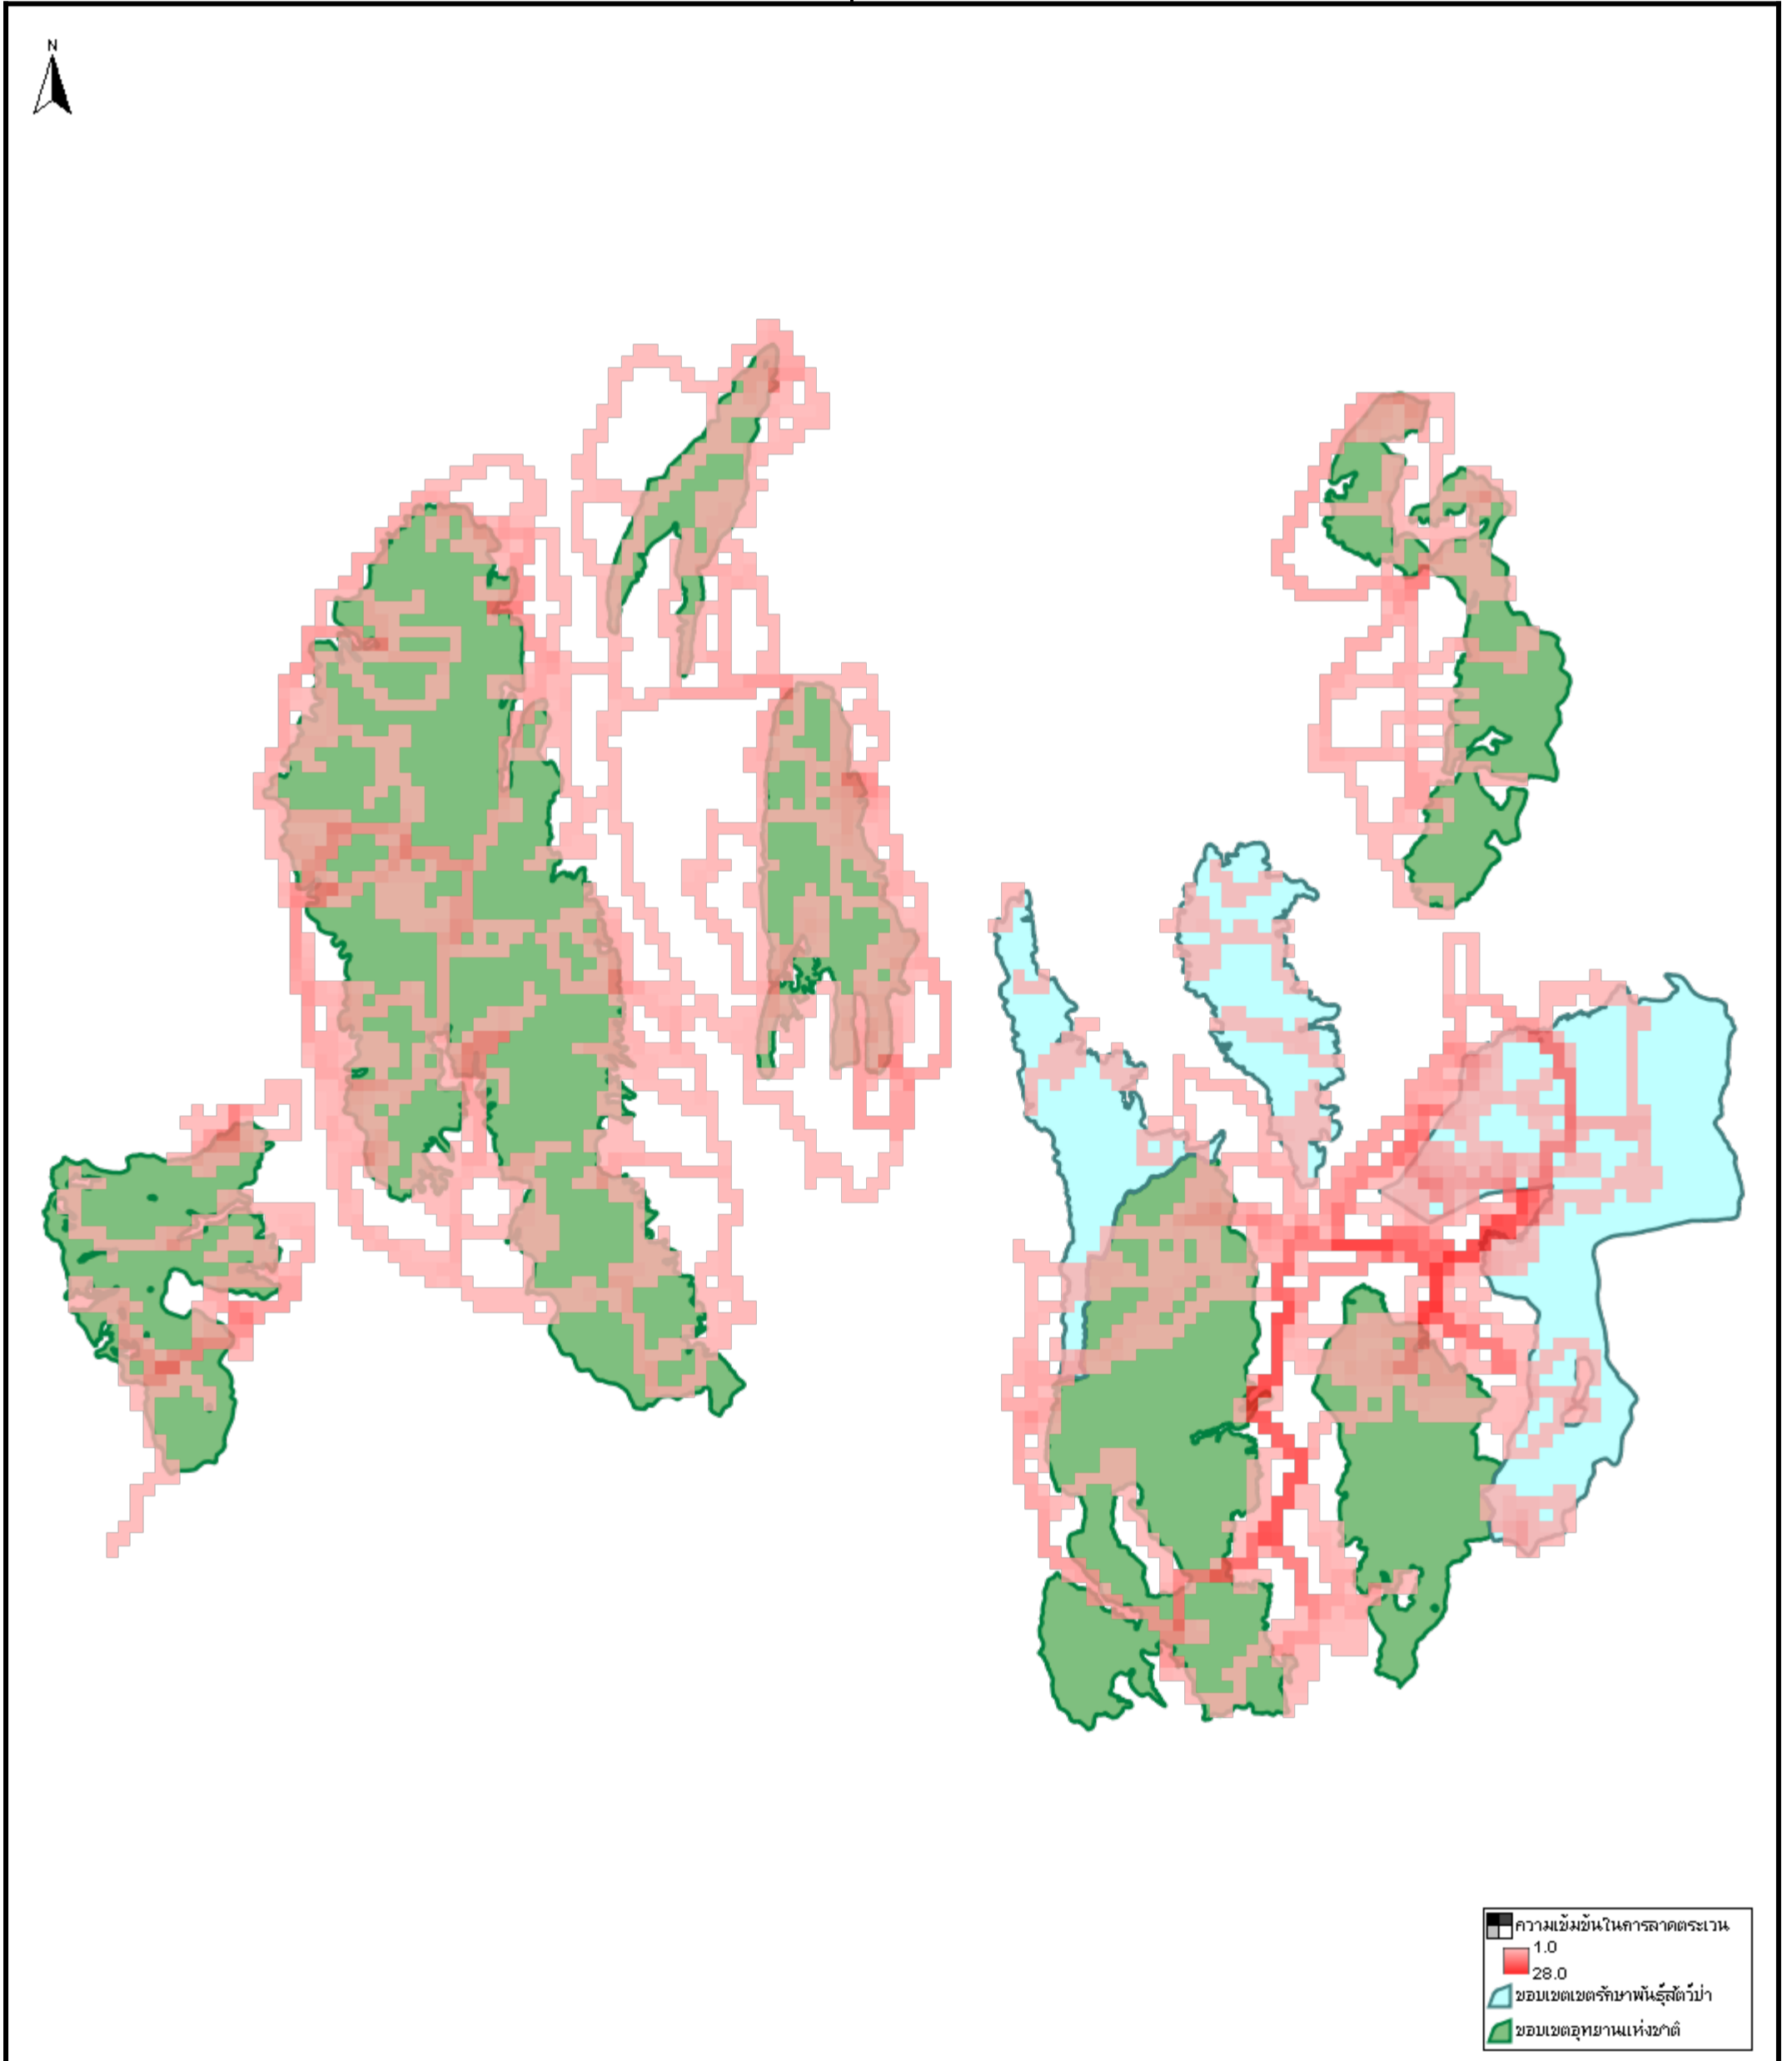 N
ความเข้มข้นในการลาดตระเวน
1.0
28.0
ขอบเขตเขตรักษาพันธุ์สัตว์ป่า
ขอบเขตอุทยานแห่งชาติ